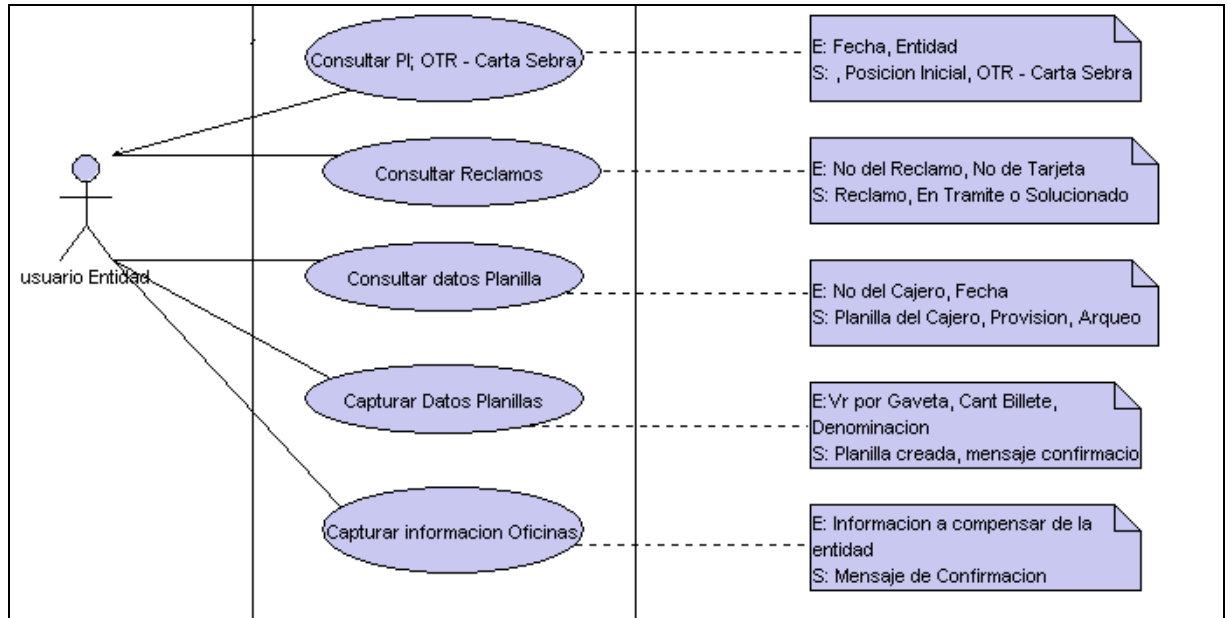 Consultar PI; OTR - Carta Sebra
E: Fecha, Entidad
S: , Posicion Inicial, OTR - Carta Sebra
Consultar Reclamos
E: No del Reclamo, No de Tarjeta
S: Reclamo, En Tramite o Solucionado
usuario Entidad
Consultar datos Planilla
E: No del Cajero, Fecha
S: Planilla del Cajero, Provision, Arqueo
Capturar Datos Planillas
E:Vr por Gaveta, Cant Billete,
Denominacion
S: Planilla creada, mensaje confirmacio
Capturar informacion Oficinas
E: Informacion a compensar de la
entidad
S: Mensaje de Confirmacion